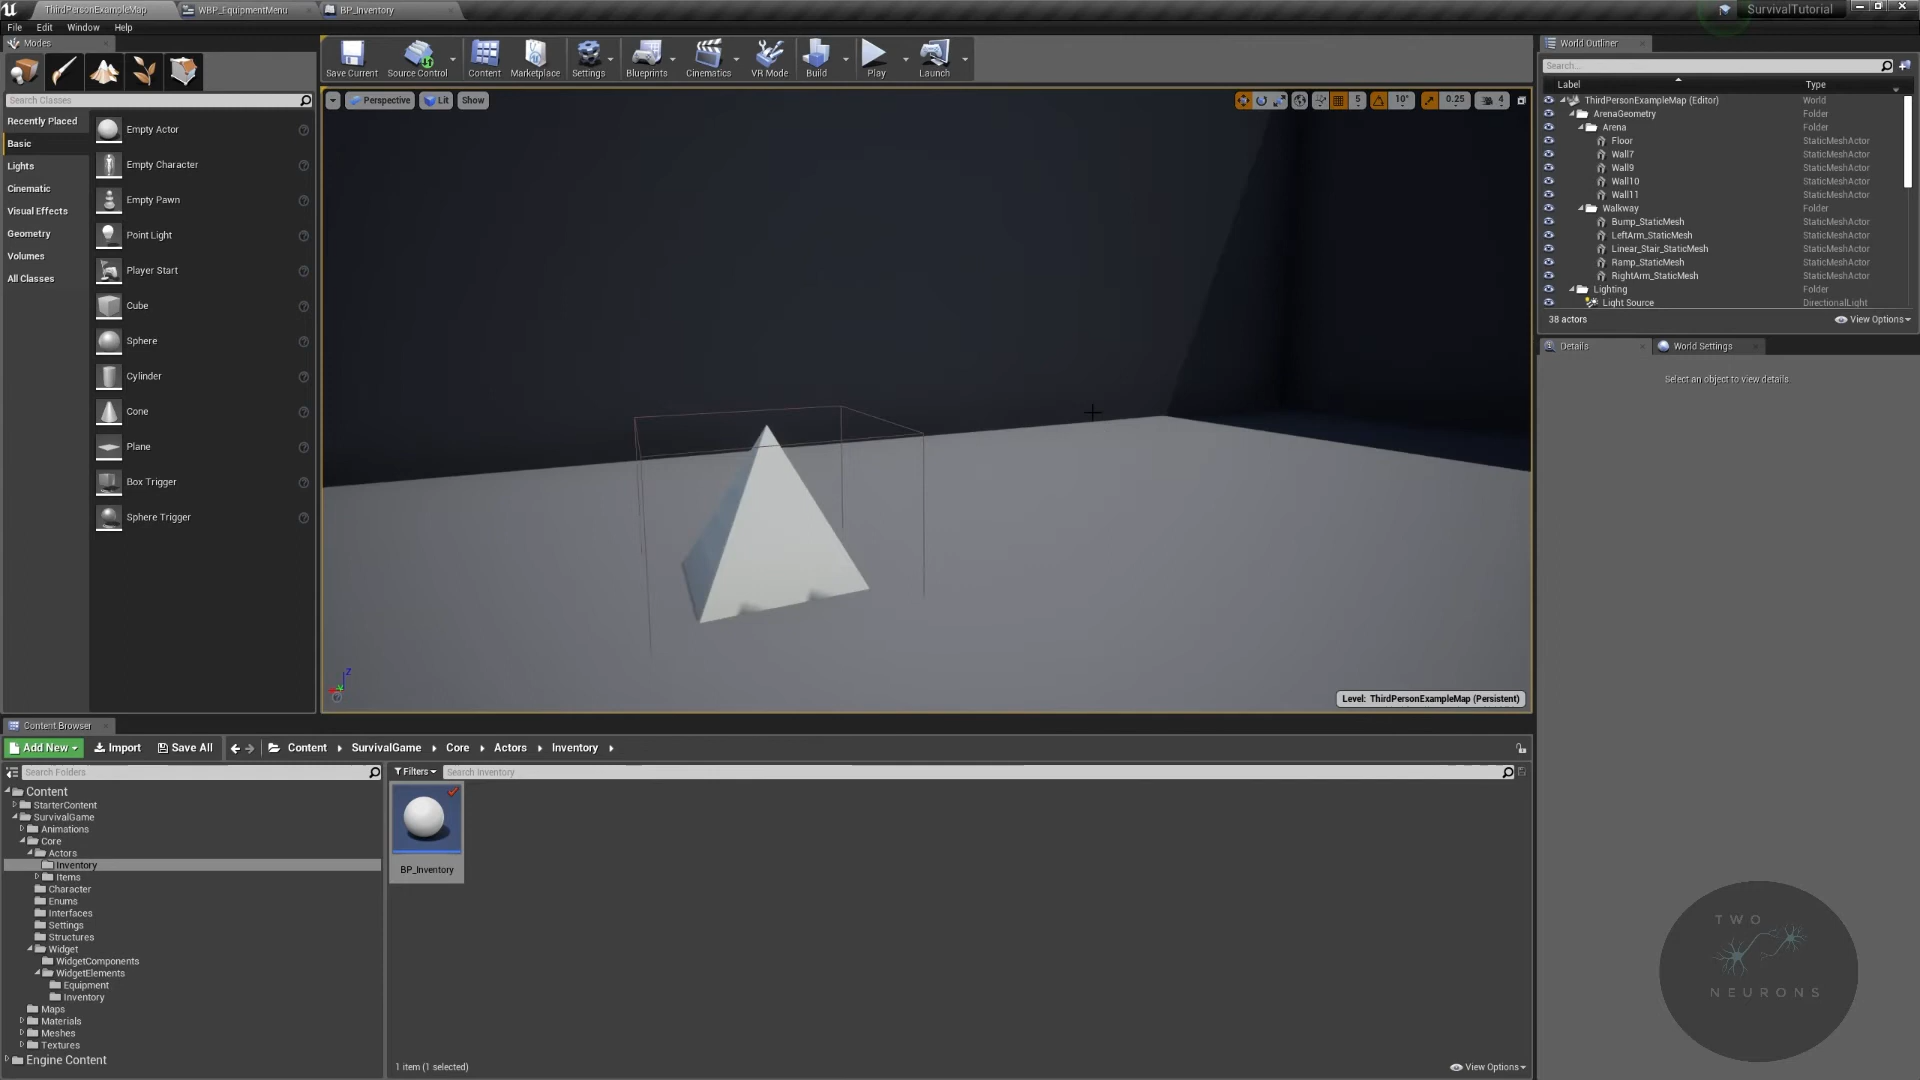 ThirdPersonExampleMap
WBP_EquipmentMenu
BP_Inventory
SurvivalTutorial
File Edit Window Help
Modes
Save Current
Source Control
Content
Marketplace
Settings
Blueprints
Cinematics
VR Mode
Build
Play
Launch
Search Classes
Recently Placed
Basic
Lights
Cinematic
Visual Effects
Geometry
Volumes
All Classes
Empty Actor
Empty Character
Empty Pawn
Point Light
Player Start
Cube
Sphere
Cylinder
Cone
Plane
Box Trigger
Sphere Trigger
Perspective Lit Show
5 10° 0.25 4
Z
Level: ThirdPersonExampleMap (Persistent)
World Outliner
Search...
Label Type
ThirdPersonExampleMap (Editor) World
ArenaGeometry Folder
Arena Folder
Floor StaticMeshActor
Wall7 StaticMeshActor
Wall9 StaticMeshActor
Wall10 StaticMeshActor
Wall11 StaticMeshActor
Walkway Folder
Bump_StaticMesh StaticMeshActor
LeftArm_StaticMesh StaticMeshActor
Linear_Stair_StaticMesh StaticMeshActor
Ramp_StaticMesh StaticMeshActor
RightArm_StaticMesh StaticMeshActor
Lighting Folder
Light Source DirectionalLight
38 actors View Options
Details World Settings
Select an object to view details.
Content Browser
Add New Import Save All Content SurvivalGame Core Actors Inventory
Search Folders
Filters Search Inventory
Content
StarterContent
SurvivalGame
Animations
Core
Actors
Inventory
Items
Character
Enums
Interfaces
Settings
Structures
Widget
WidgetComponents
WidgetElements
Equipment
Inventory
Maps
Materials
Meshes
Textures
Engine Content
BP_Inventory
1 item (1 selected)
View Options
TWO
NEURONS